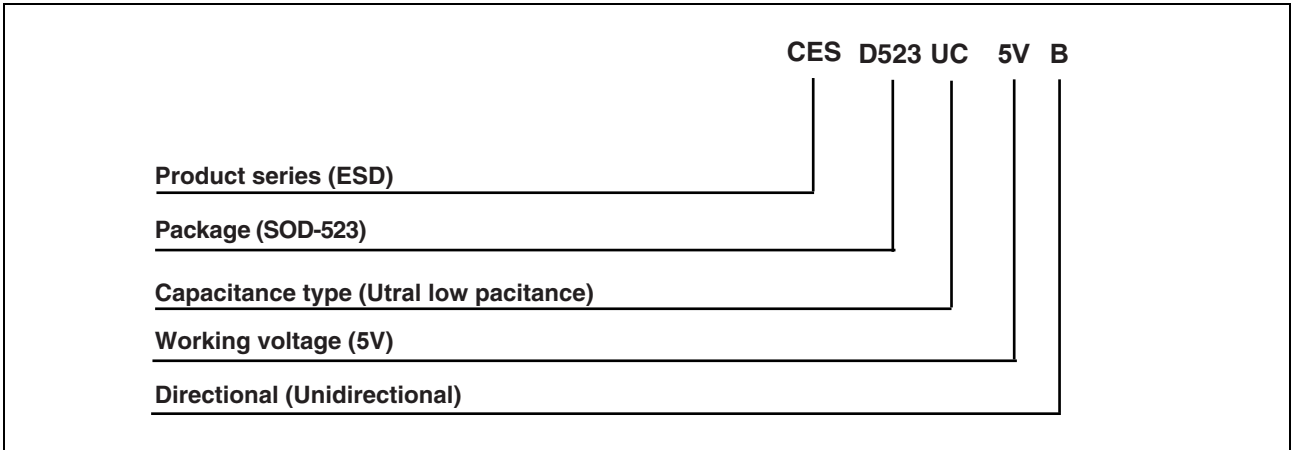 CES D523 UC 5V B
Product series (ESD)
Package (SOD-523)
Capacitance type (Utral low pacitance)
Working voltage (5V)
Directional (Unidirectional)